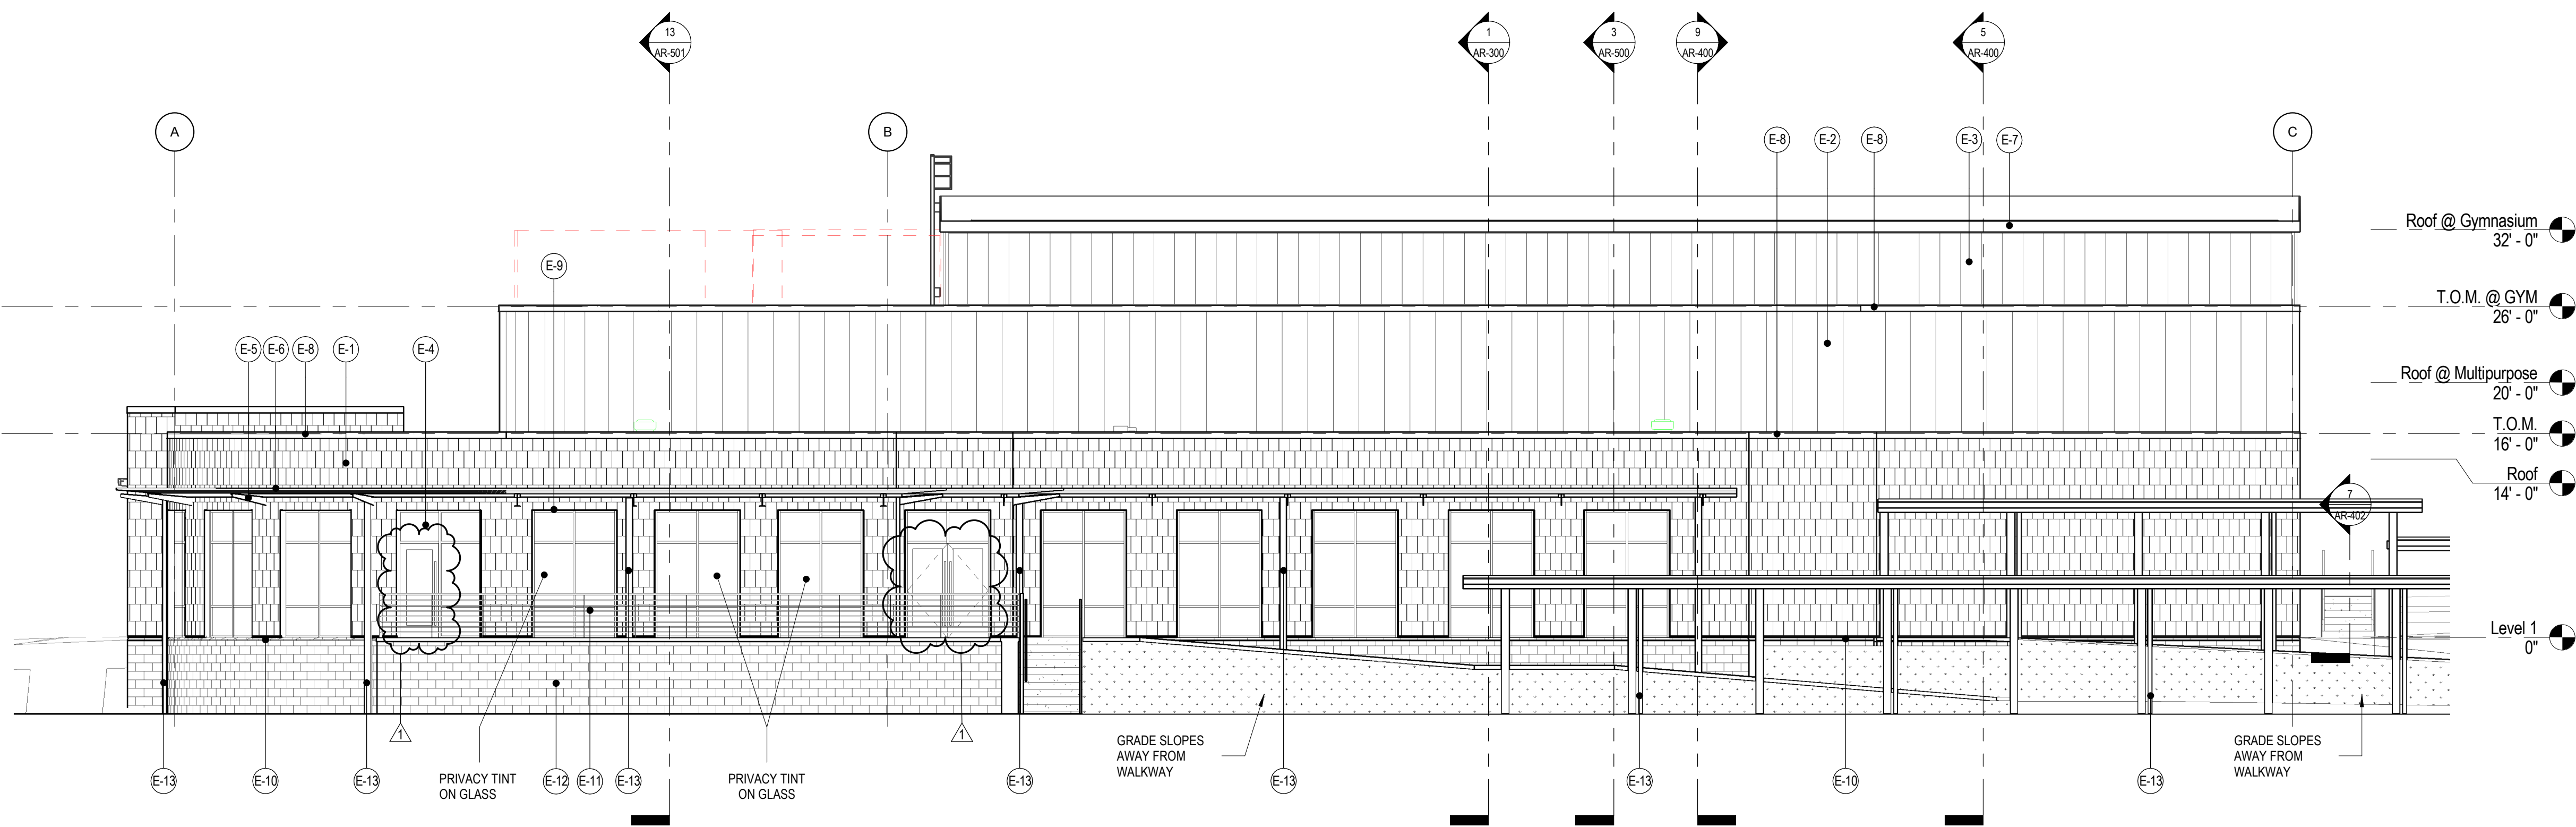 13
AR-501
1
AR-300
3
AR-500
9
AR-400
5
AR-400
A
B
C
E-8
E-2
E-8
E-3
E-7
Roof @ Gymnasium
32' - 0"
E-9
T.O.M. @ GYM
26' - 0"
E-5
E-6
E-8
E-1
E-4
Roof @ Multipurpose
20' - 0"
T.O.M.
16' - 0"
Roof
14' - 0"
7
AR-402
Level 1
0"
1
1
GRADE SLOPES
AWAY FROM
WALKWAY
GRADE SLOPES
AWAY FROM
WALKWAY
E-13
E-10
E-13
PRIVACY TINT
ON GLASS
E-12
E-11
E-13
PRIVACY TINT
ON GLASS
E-13
E-13
E-13
E-10
E-13